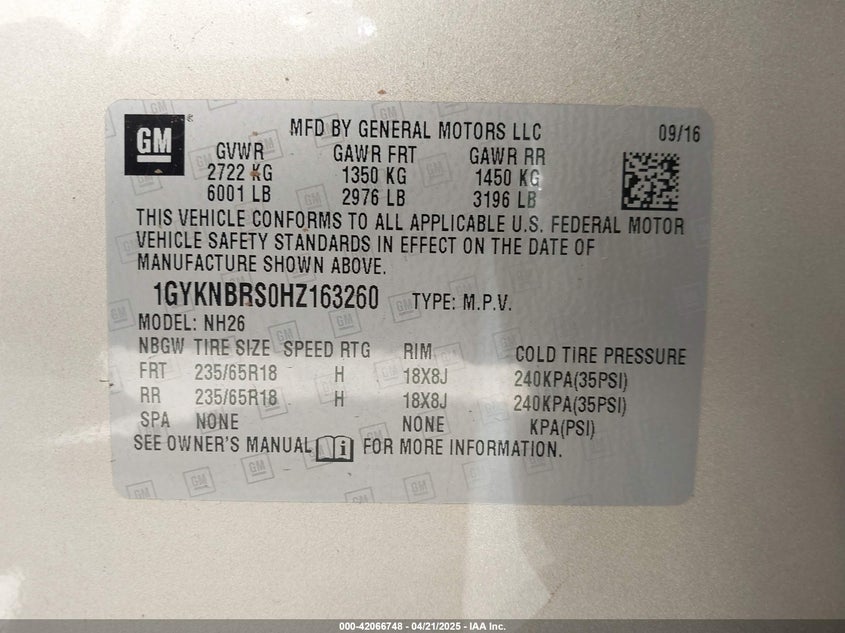 GM ®
MFD BY GENERAL MOTORS LLC 09/16
GVWR GAWR FRT GAWR RR
2722 KG 1350 KG 1450 KG
6001 LB 2976 LB 3196 LB
THIS VEHICLE CONFORMS TO ALL APPLICABLE U.S. FEDERAL MOTOR
VEHICLE SAFETY STANDARDS IN EFFECT ON THE DATE OF
MANUFACTURE SHOWN ABOVE.
1GYKNBRS0HZ163260 TYPE: M.P.V.
MODEL: NH26
NBGW TIRE SIZE SPEED RTG RIM COLD TIRE PRESSURE
FRT 235/65R18 H 18X8J 240KPA(35PSI)
RR 235/65R18 H 18X8J 240KPA(35PSI)
SPA NONE NONE KPA(PSI)
SEE OWNER'S MANUAL i FOR MORE INFORMATION.
000-42066748 - 04/21/2025 - IAA Inc.